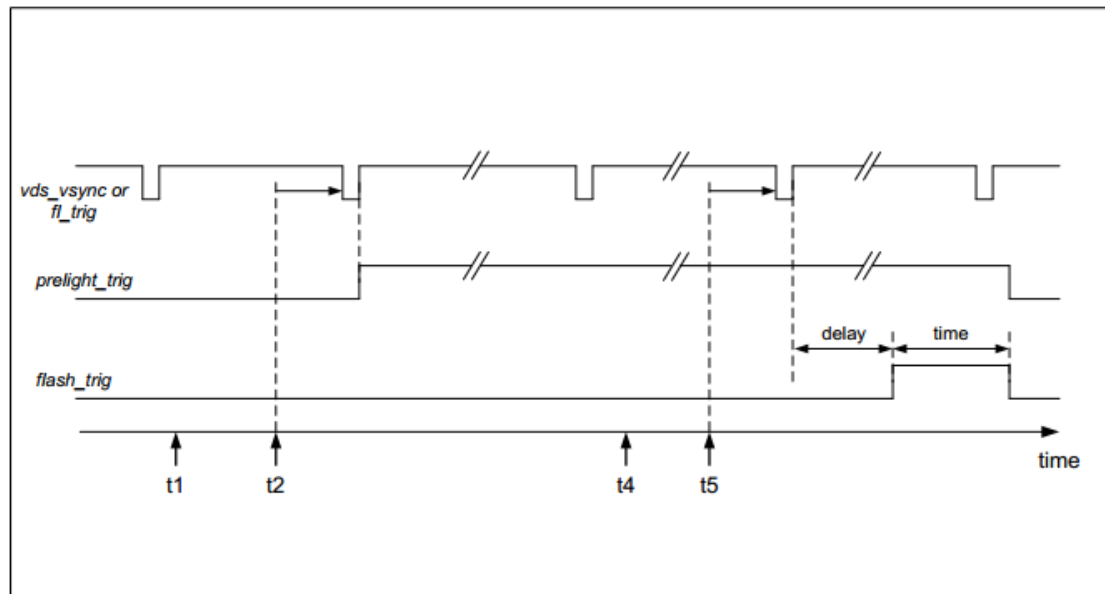 vds_vsync or
fl_trig
prelight_trig
delay
time
flash_trig
time
t1
t2
t4
t5